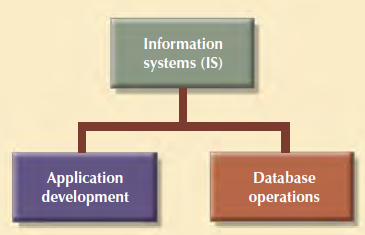 Information
systems (IS)
Application
development
Database
operations